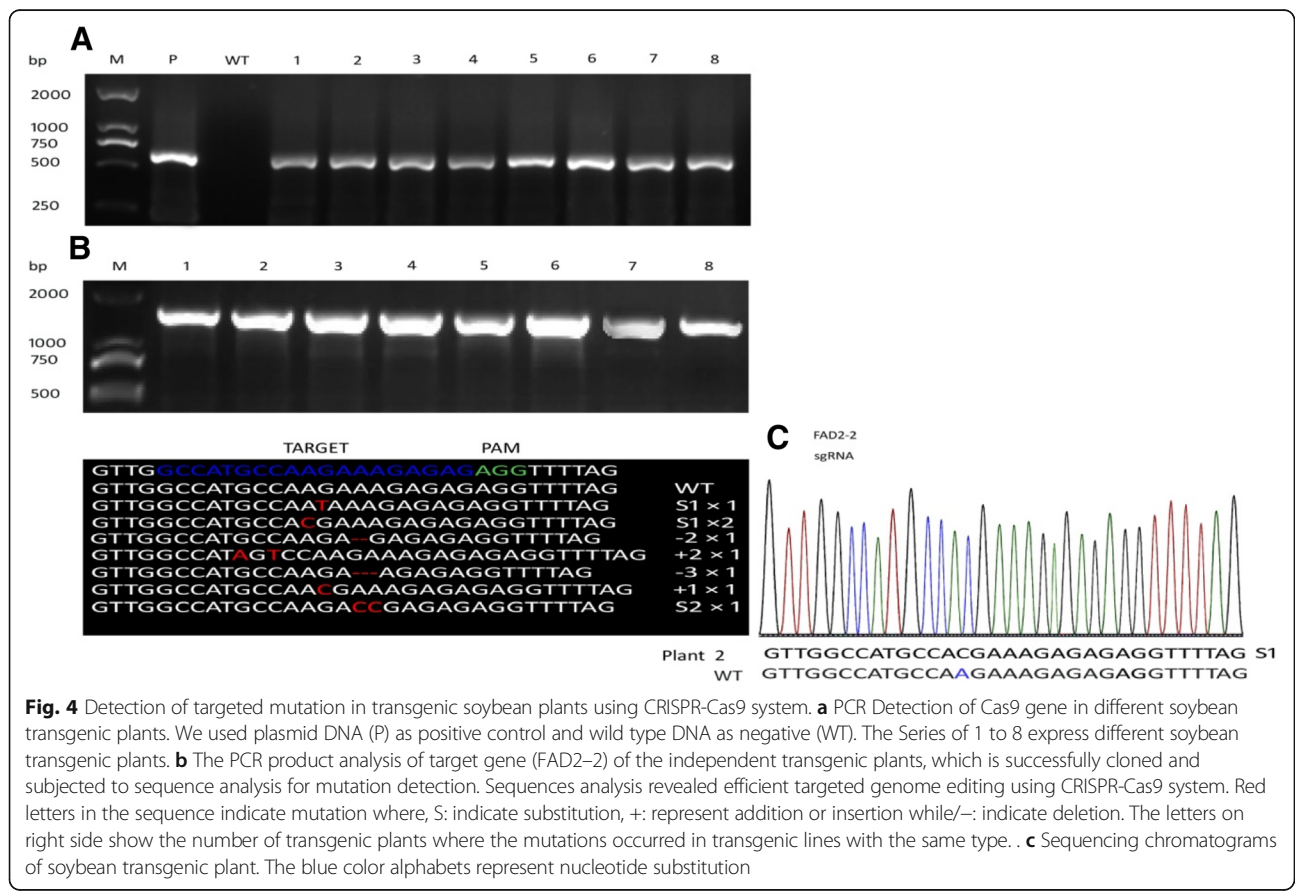 A
bp M P WT 1 2 3 4 5 6 7 8
2000
1000
750
500
250
B
bp M 1 2 3 4 5 6 7 8
2000
1000
750
500
TARGET PAM
GTTGGCCATGCCAAGAAAGAGAGAGGTTTTAG
GTTGGCCATGCCAAGAAAGAGAGAGGTTTTAG WT
GTTGGCCATGCCAATAAAGAGAGAGGTTTTAG S1 × 1
GTTGGCCATGCCACGAAAGAGAGAGGTTTTAG S1 ×2
GTTGGCCATGCCAAGA--GAGAGAGGTTTTAG -2 × 1
GTTGGCCATAGTCCAAGAAAGAGAGAGGTTTTAG +2 × 1
GTTGGCCATGCCAAGA---AGAGAGGTTTTAG -3 × 1
GTTGGCCATGCCAACGAAAGAGAGAGGTTTTAG +1 × 1
GTTGGCCATGCCAAGACCGAGAGAGGTTTTAG S2 × 1
C
FAD2-2
sgRNA
Plant 2 GTTGGCCATGCCACGAAAGAGAGAGGTTTTAG S1
WT GTTGGCCATGCCAAGAAAGAGAGAGGTTTTAG
Fig. 4 Detection of targeted mutation in transgenic soybean plants using CRISPR-Cas9 system. a PCR Detection of Cas9 gene in different soybean
transgenic plants. We used plasmid DNA (P) as positive control and wild type DNA as negative (WT). The Series of 1 to 8 express different soybean
transgenic plants. b The PCR product analysis of target gene (FAD2–2) of the independent transgenic plants, which is successfully cloned and
subjected to sequence analysis for mutation detection. Sequences analysis revealed efficient targeted genome editing using CRISPR-Cas9 system. Red
letters in the sequence indicate mutation where, S: indicate substitution, +: represent addition or insertion while/−: indicate deletion. The letters on
right side show the number of transgenic plants where the mutations occurred in transgenic lines with the same type. . c Sequencing chromatograms
of soybean transgenic plant. The blue color alphabets represent nucleotide substitution